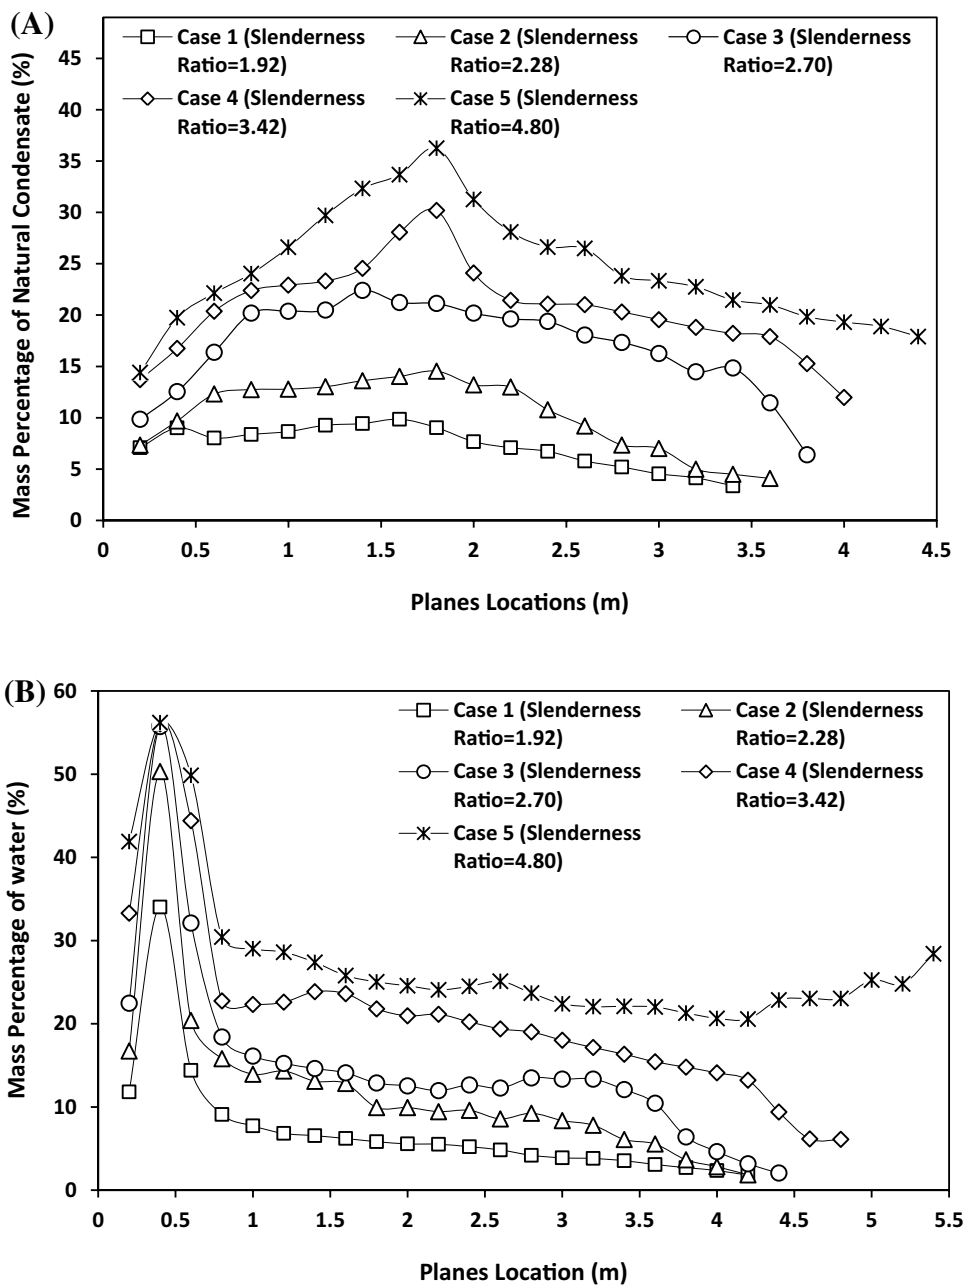 (A)
Mass Percentage of Natural Condensate (%)
45
40
35
30
25
20
15
10
5
0
Case 1 (Slenderness
Ratio=1.92)
Case 2 (Slenderness
Ratio=2.28)
Case 3 (Slenderness
Ratio=2.70)
Case 4 (Slenderness
Ratio=3.42)
Case 5 (Slenderness
Ratio=4.80)
0 0.5 1 1.5 2 2.5 3 3.5 4 4.5
Planes Locations (m)
(B)
Mass Percentage of water (%)
60
50
40
30
20
10
0
Case 1 (Slenderness
Ratio=1.92)
Case 2 (Slenderness
Ratio=2.28)
Case 3 (Slenderness
Ratio=2.70)
Case 4 (Slenderness
Ratio=3.42)
Case 5 (Slenderness
Ratio=4.80)
0 0.5 1 1.5 2 2.5 3 3.5 4 4.5 5 5.5
Planes Location (m)